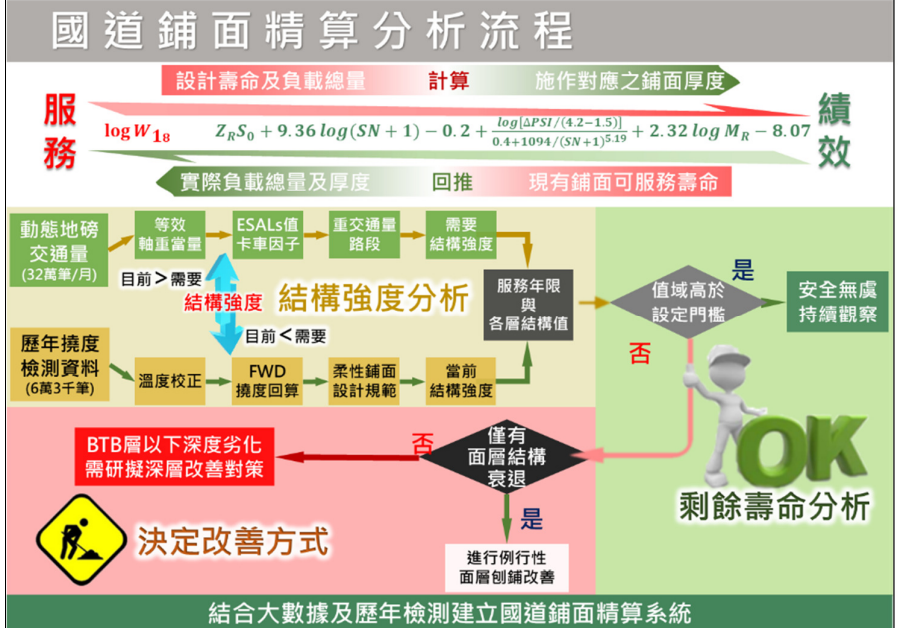 國道鋪面精算分析流程
設計壽命及負載總量 計算 施作對應之鋪面厚度
服務
績效
log W₁₈ Z_R S₀ + 9.36 log(SN + 1) − 0.2 + log[ΔPSI/(4.2−1.5)] / 0.4+1094/(SN+1)^5.19 + 2.32 log M_R − 8.07
實際負載總量及厚度 回推 現有鋪面可服務壽命
動態地磅
交通量
(32萬筆/月)
等效
軸重當量
ESALs值
卡車因子
重交通量
路段
需要
結構強度
目前>需要
結構強度
目前<需要
結構強度分析
歷年撓度
檢測資料
(6萬3千筆)
溫度校正
FWD
撓度回算
柔性鋪面
設計規範
當前
結構強度
服務年限
與
各層結構值
值域高於
設定門檻
是
安全無虞
持續觀察
否
OK
剩餘壽命分析
僅有
面層結構
衰退
否
BTB層以下深度劣化
需研擬深層改善對策
是
進行例行性
面層刨鋪改善
決定改善方式
結合大數據及歷年檢測建立國道鋪面精算系統